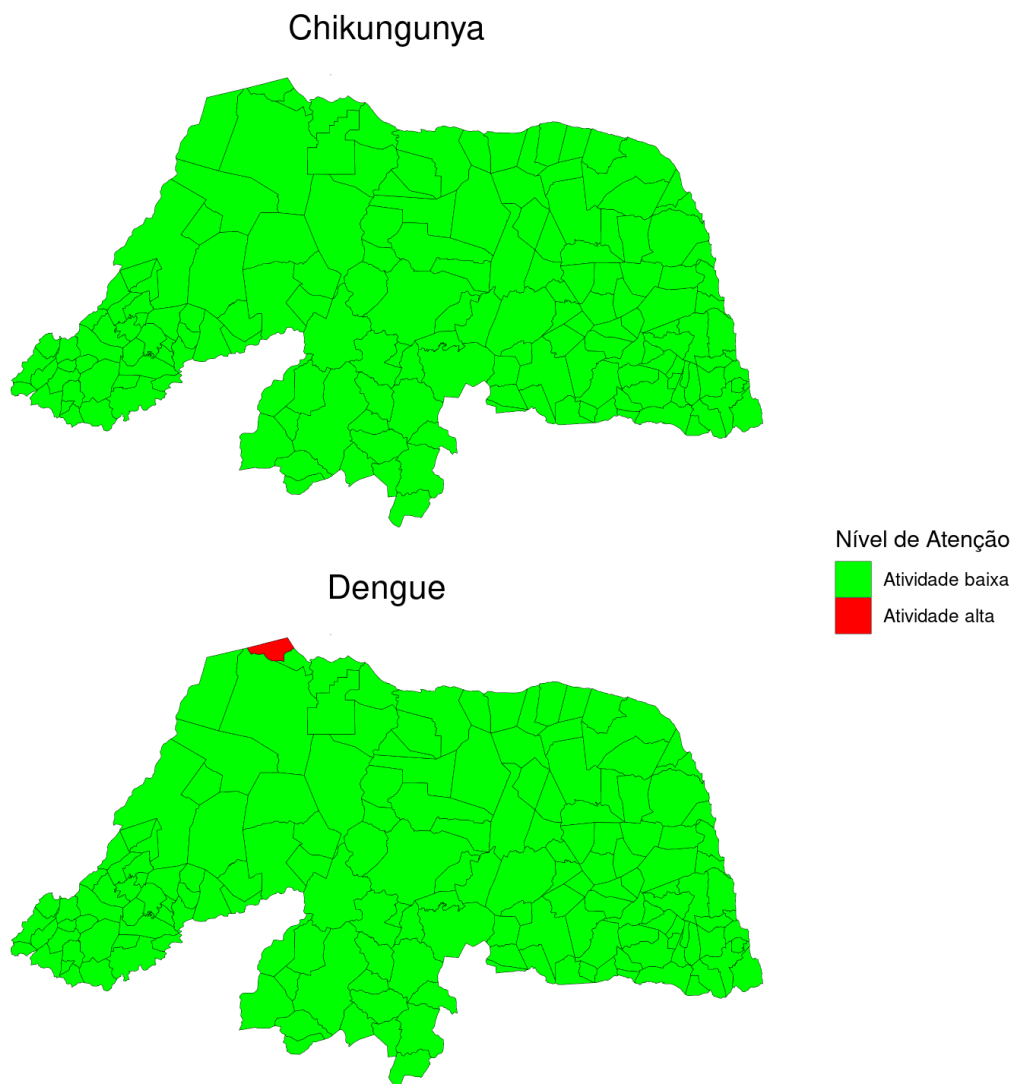 Chikungunya
Dengue
Nível de Atenção
Atividade baixa
Atividade alta